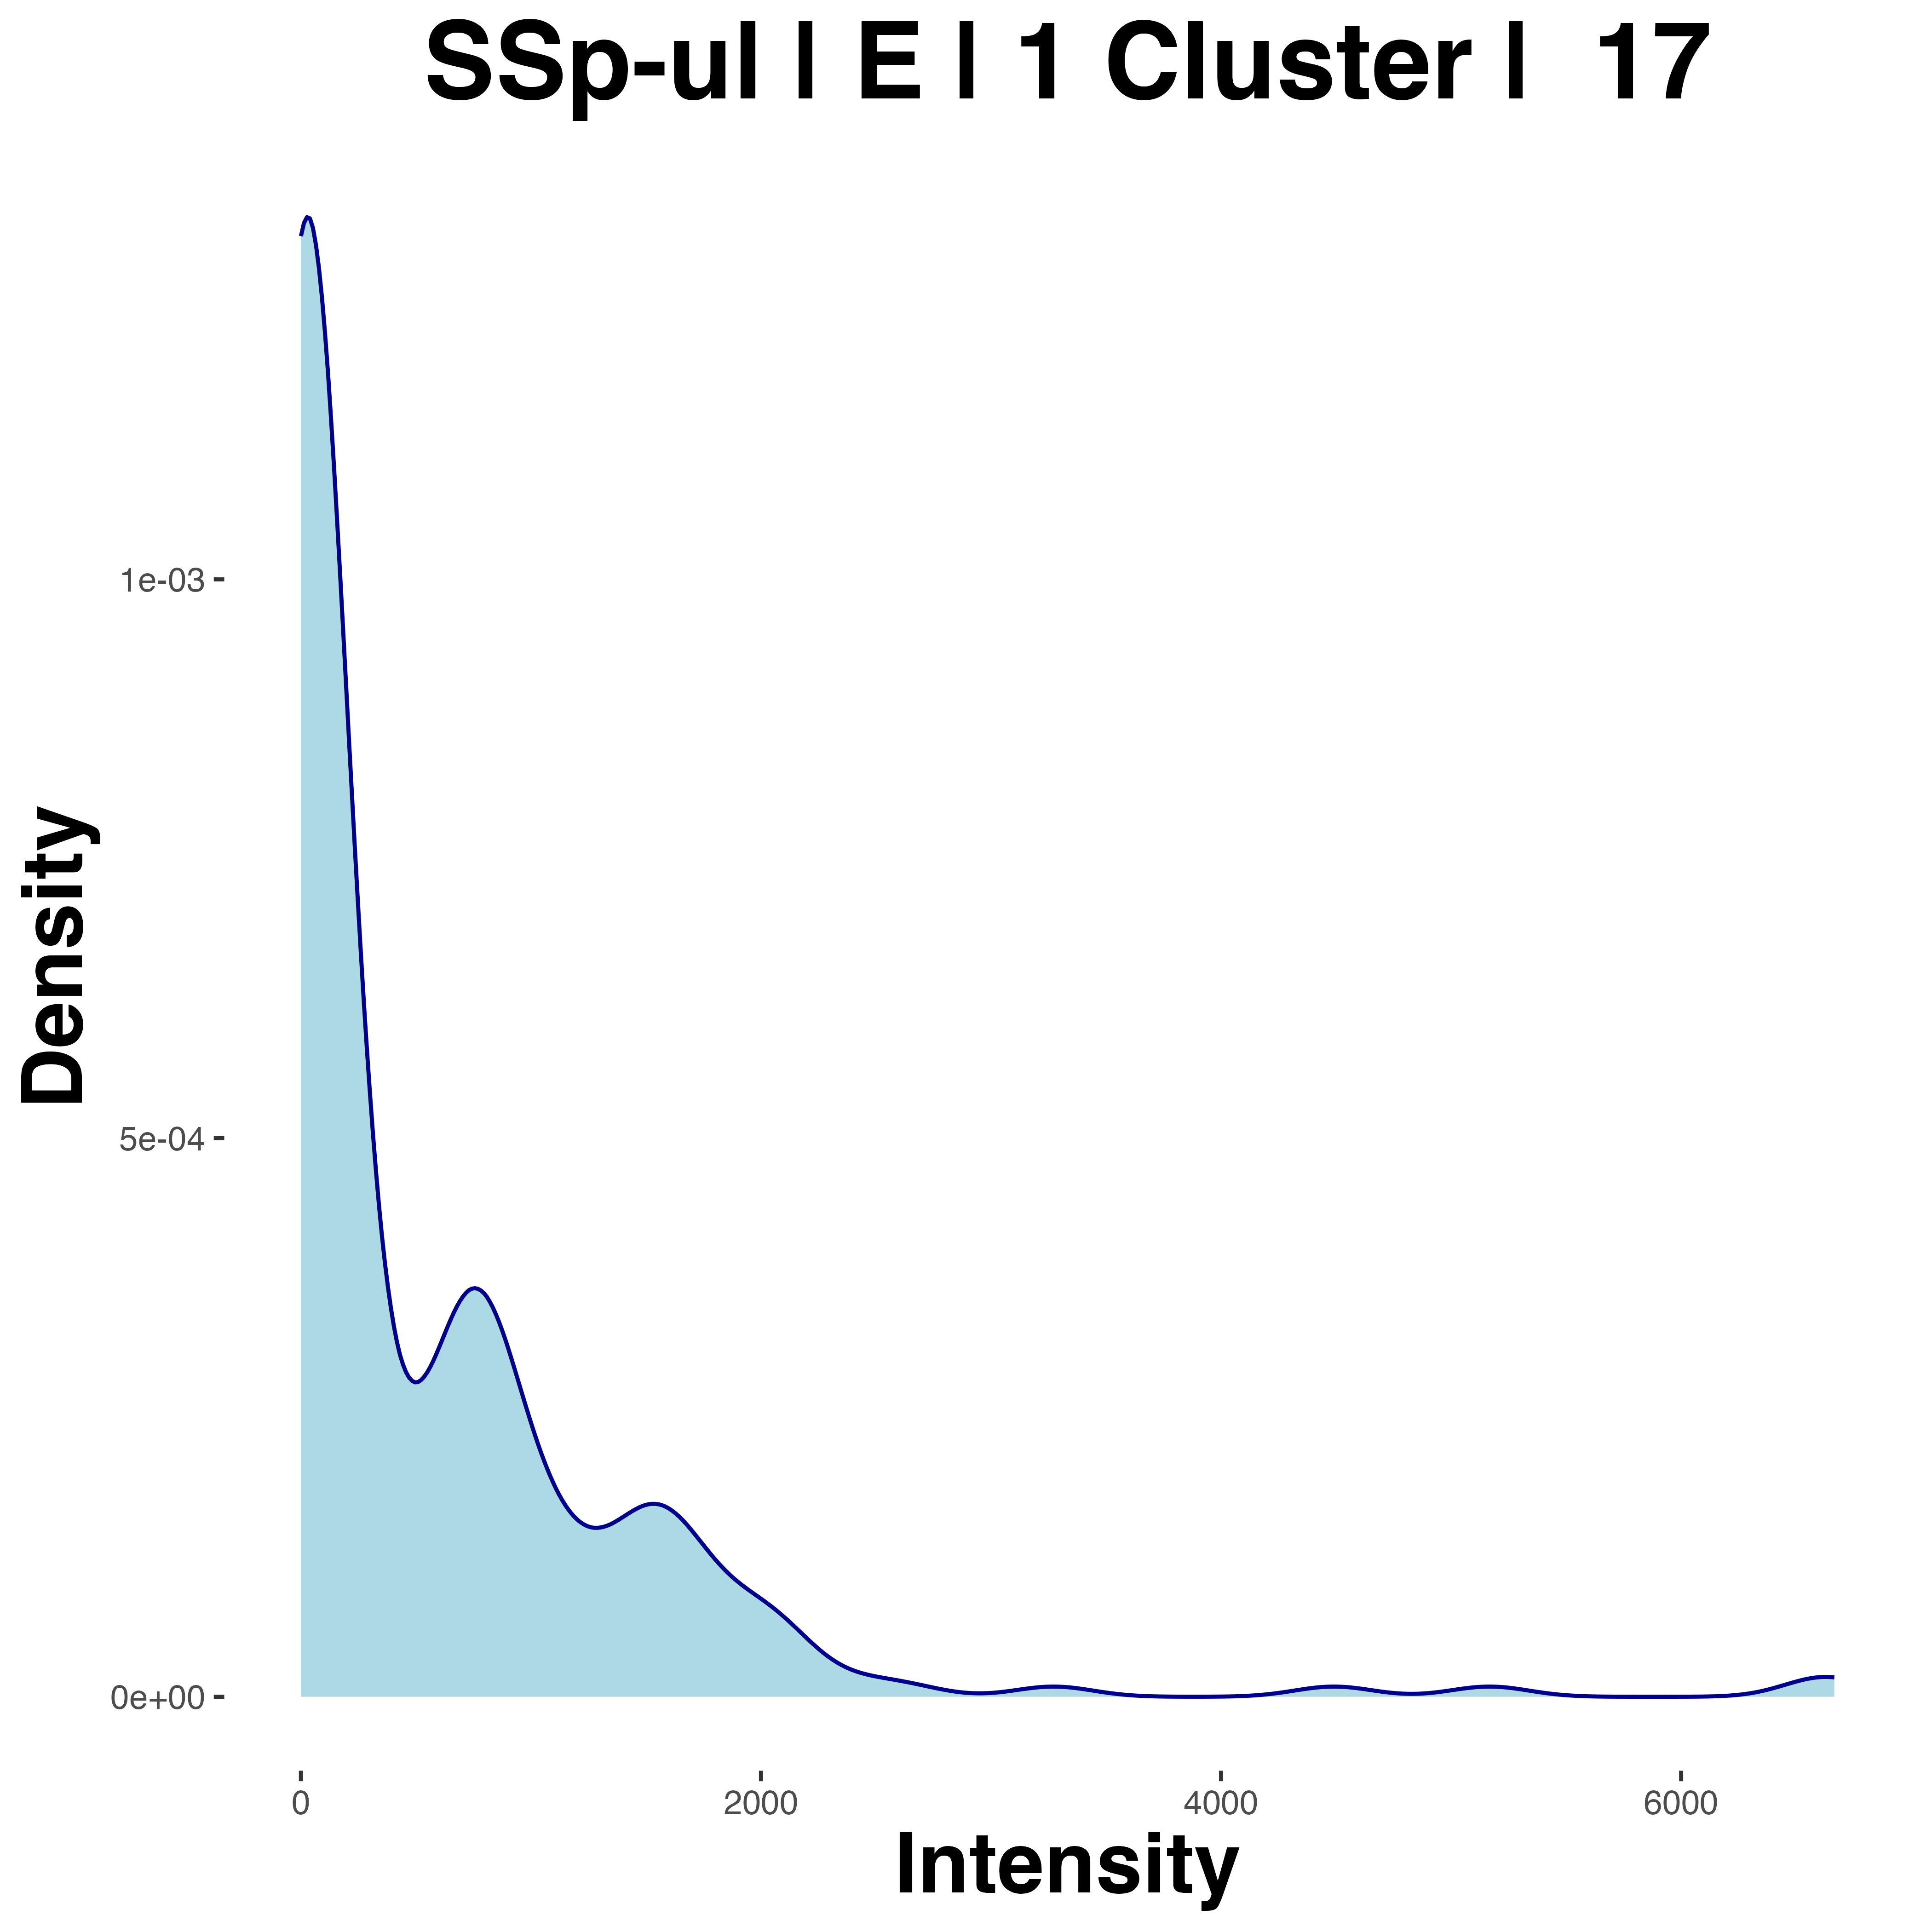 SSp-ul | E | 1 Cluster |  17
Density
1e-03
5e-04
0e+00
0 2000 4000 6000
Intensity